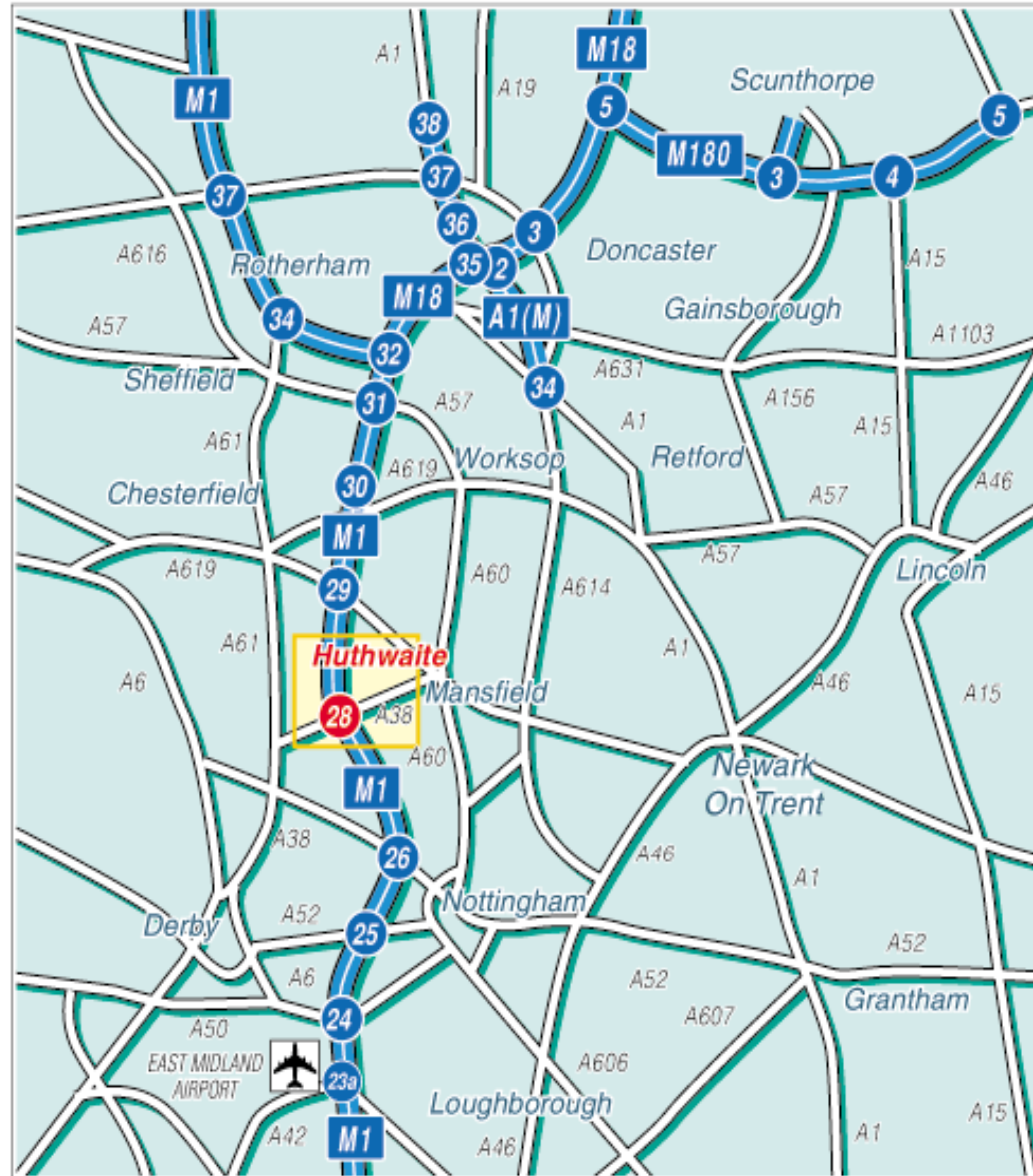 M18
A1
Scunthorpe
A19
M1
5
5
38
M180
37
3
4
37
36
3
A616
Rotherham
35
2
Doncaster
A15
M18
A1(M)
Gainsborough
34
A57
32
A1103
Sheffield
A631
34
31
A57
A156
A61
A1
A15
A619
Worksop
Retford
30
A46
Chesterfield
A57
M1
A57
A619
29
A60
A614
Lincoln
A61
A1
Huthwaite
A6
Mansfield
A46
A15
28
A38
A60
Newark
On Trent
M1
A38
26
A46
A1
Nottingham
A52
Derby
25
A52
A6
A52
Grantham
24
A50
A607
EAST MIDLAND
AIRPORT
A606
23a
Loughborough
A42
M1
A46
A1
A15